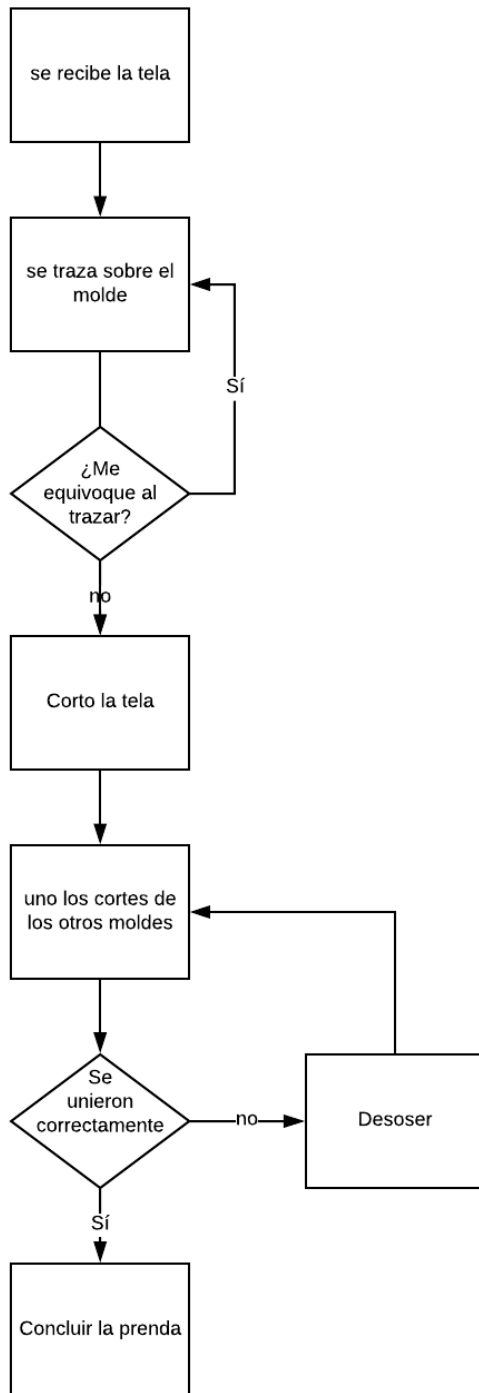 se recibe la tela
se traza sobre el
molde
Sí
¿Me
equivoque al
trazar?
no
Corto la tela
uno los cortes de
los otros moldes
Se
unieron
correctamente
no
Desoser
Sí
Concluir la prenda